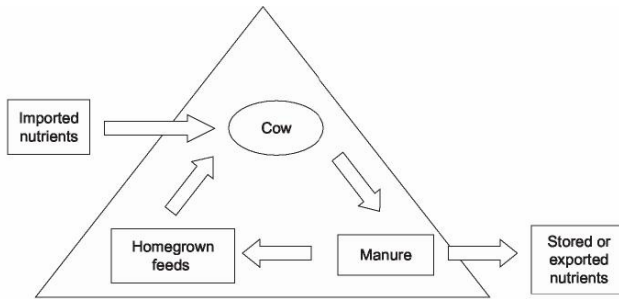 Imported
nutrients
Cow
Homegrown
feeds
Manure
Stored or
exported
nutrients